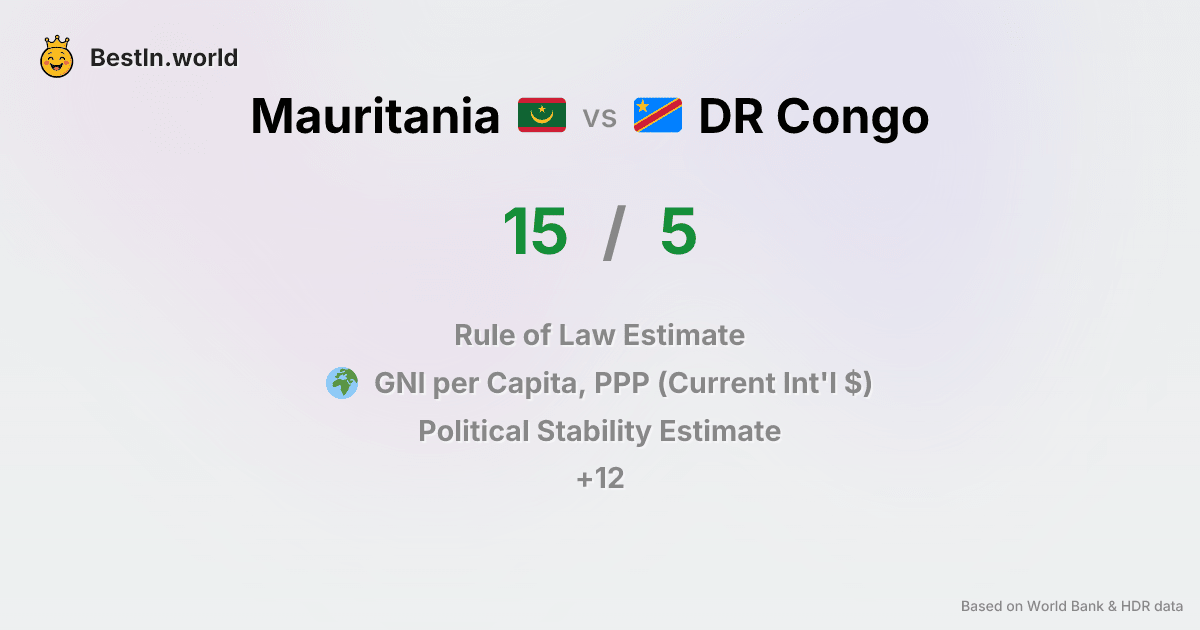 BestIn.world
Mauritania vs DR Congo
15 / 5
Rule of Law Estimate
GNI per Capita, PPP (Current Int'l $)
Political Stability Estimate
+12
Based on World Bank & HDR data